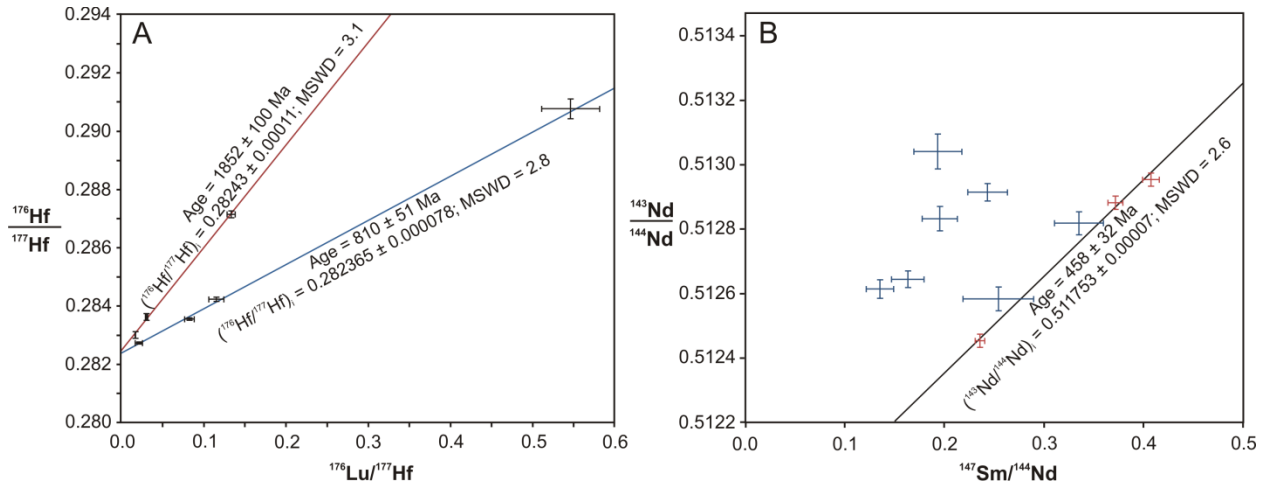 A
0.294
0.292
0.290
0.288
0.286
0.284
0.282
0.280
¹⁷⁶Hf
¹⁷⁷Hf
Age = 1852 ± 100 Ma
(¹⁷⁶Hf/¹⁷⁷Hf)ᵢ = 0.28243 ± 0.00011; MSWD = 3.1
Age = 810 ± 51 Ma
(¹⁷⁶Hf/¹⁷⁷Hf)ᵢ = 0.282365 ± 0.000078; MSWD = 2.8
0.0 0.1 0.2 0.3 0.4 0.5 0.6
¹⁷⁶Lu/¹⁷⁷Hf
B
0.5134
0.5132
0.5130
0.5128
0.5126
0.5124
0.5122
¹⁴³Nd
¹⁴⁴Nd
Age = 458 ± 32 Ma
(¹⁴³Nd/¹⁴⁴Nd)ᵢ = 0.511753 ± 0.00007; MSWD = 2.6
0.0 0.1 0.2 0.3 0.4 0.5
¹⁴⁷Sm/¹⁴⁴Nd